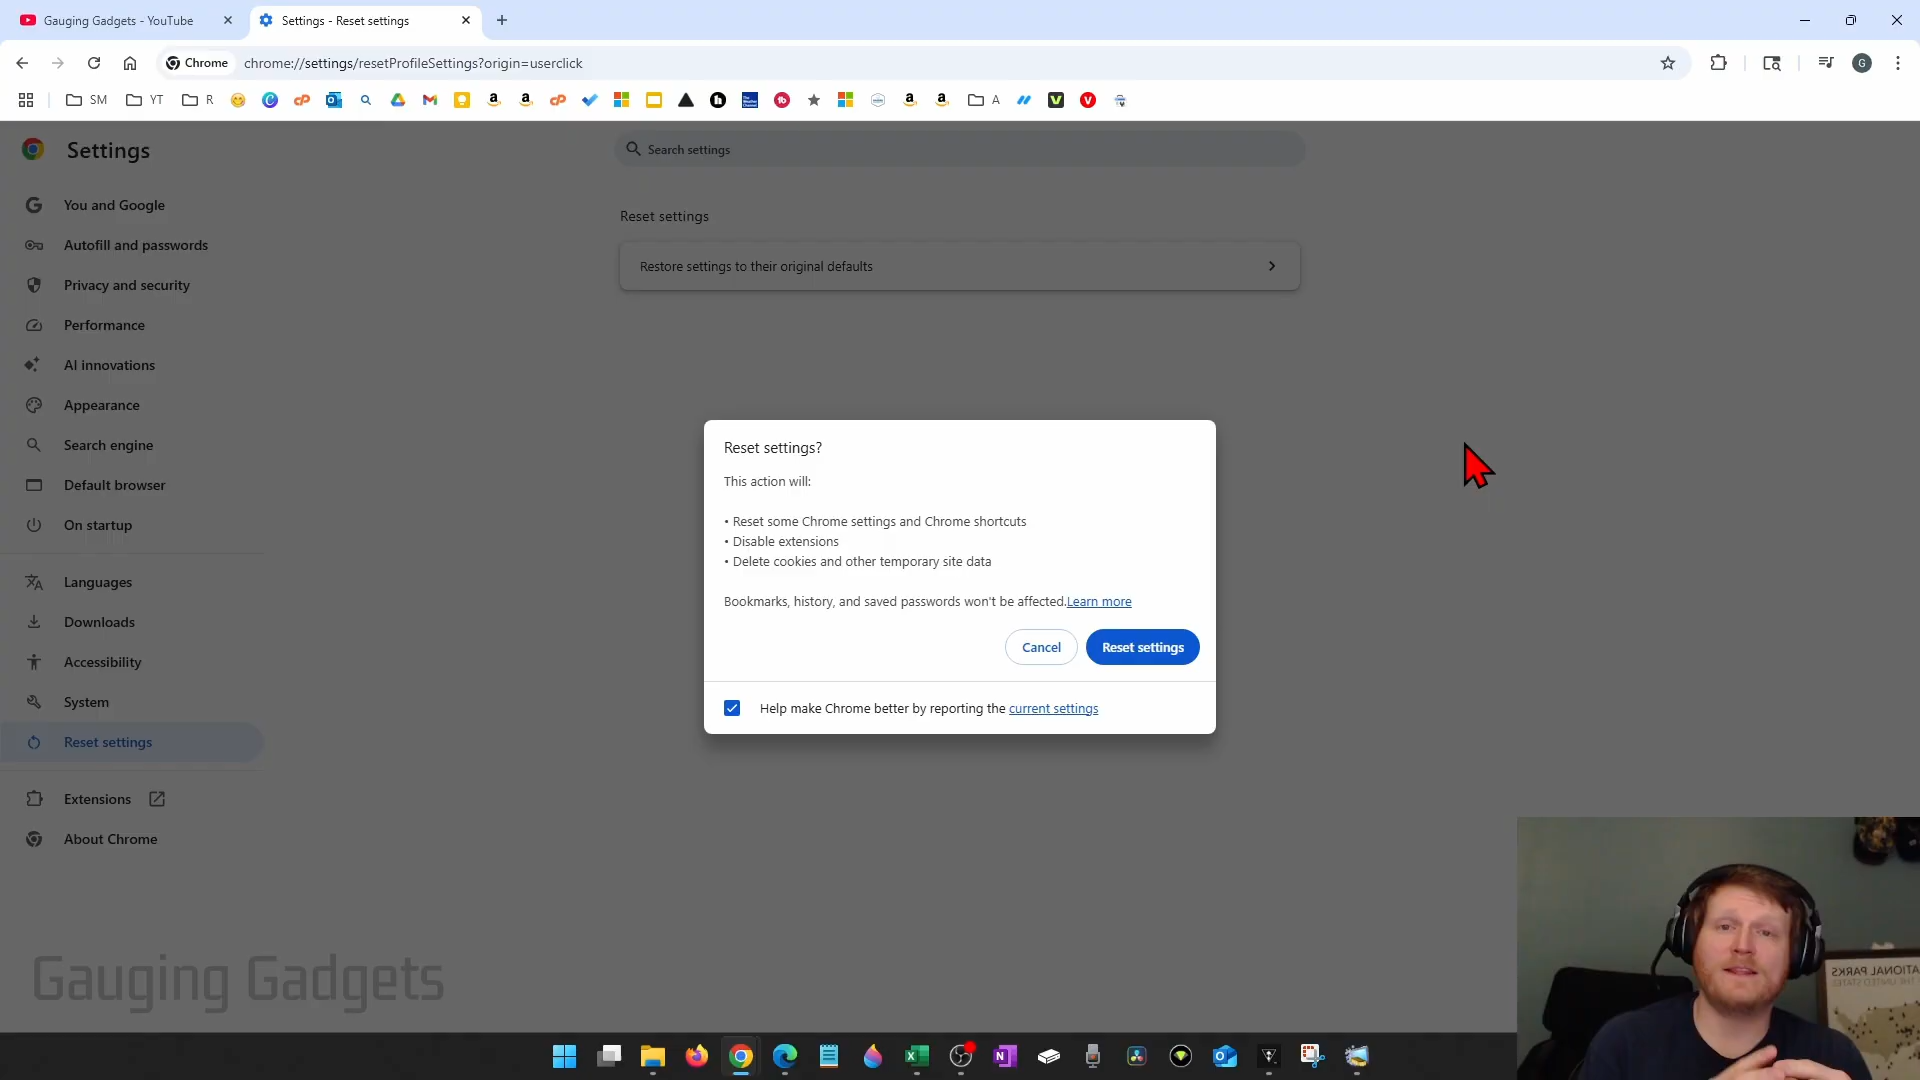 Gauging Gadgets - YouTube
Settings - Reset settings
Chrome
chrome://settings/resetProfileSettings?origin=userclick
G
SM
YT
R
A
Settings
Search settings
You and Google
Autofill and passwords
Privacy and security
Performance
AI innovations
Appearance
Search engine
Default browser
On startup
Languages
Downloads
Accessibility
System
Reset settings
Extensions
About Chrome
Reset settings
Restore settings to their original defaults
Reset settings?
This action will:
• Reset some Chrome settings and Chrome shortcuts
• Disable extensions
• Delete cookies and other temporary site data
Bookmarks, history, and saved passwords won't be affected.Learn more
Cancel
Reset settings
Help make Chrome better by reporting the current settings
Gauging Gadgets